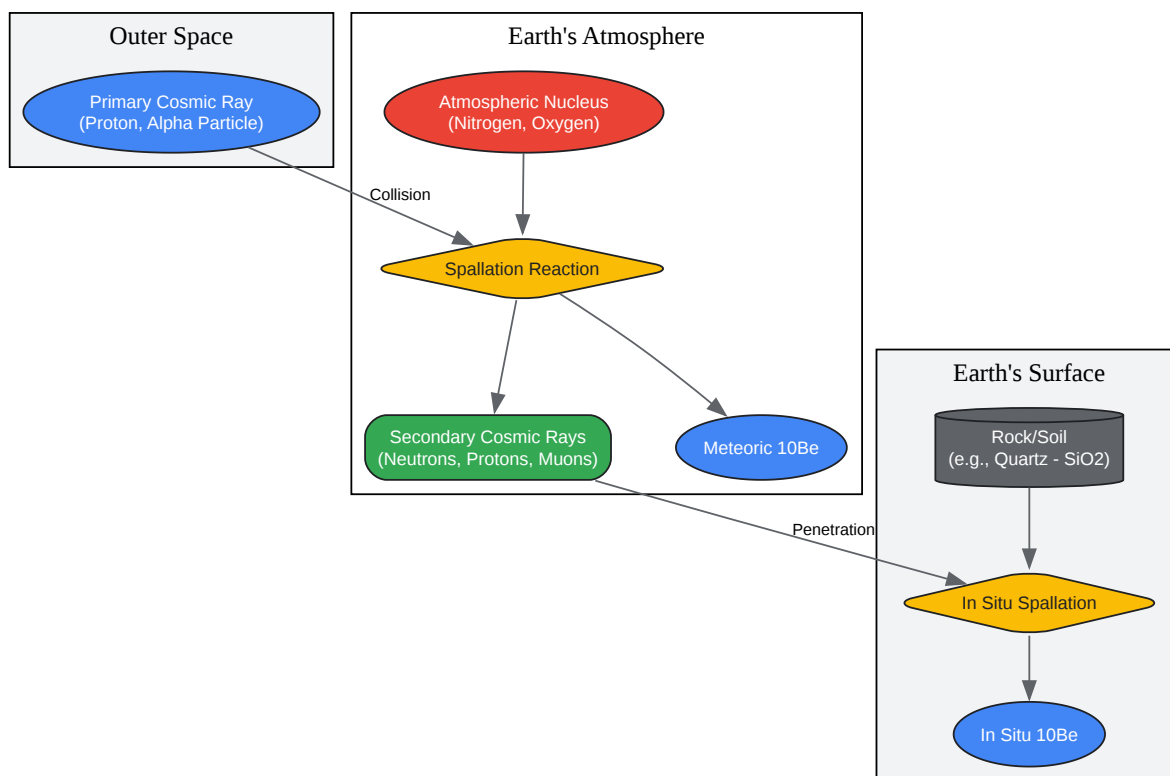 Outer Space
Primary Cosmic Ray
(Proton, Alpha Particle)
Earth's Atmosphere
Atmospheric Nucleus
(Nitrogen, Oxygen)
Collision
Spallation Reaction
Secondary Cosmic Rays
(Neutrons, Protons, Muons)
Meteoric 10Be
Penetration
Earth's Surface
Rock/Soil
(e.g., Quartz - SiO2)
In Situ Spallation
In Situ 10Be